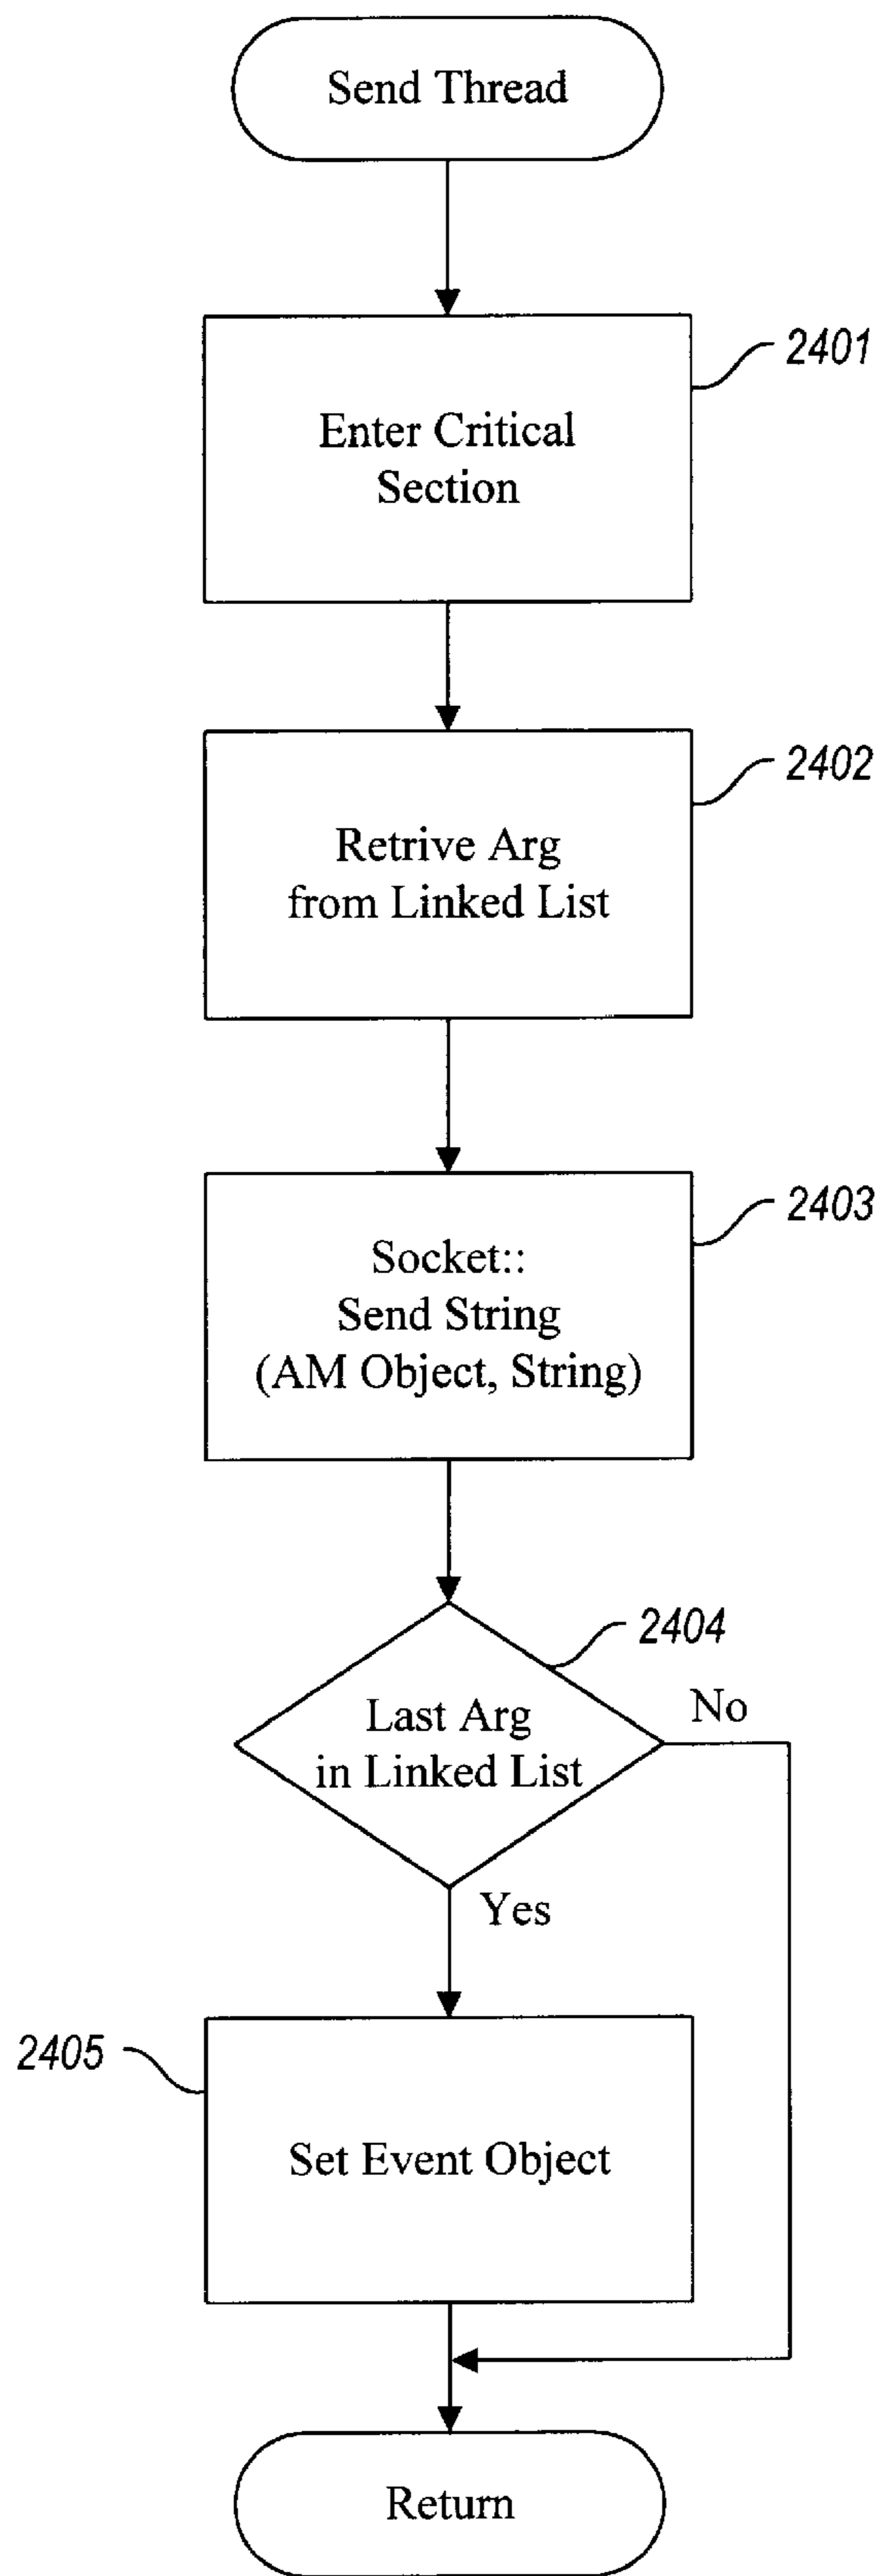 Send Thread
2401
Enter Critical
Section
2402
Retrive Arg
from Linked List
2403
Socket::
Send String
(AM Object, String)
2404
Last Arg
in Linked List
No
Yes
2405
Set Event Object
Return